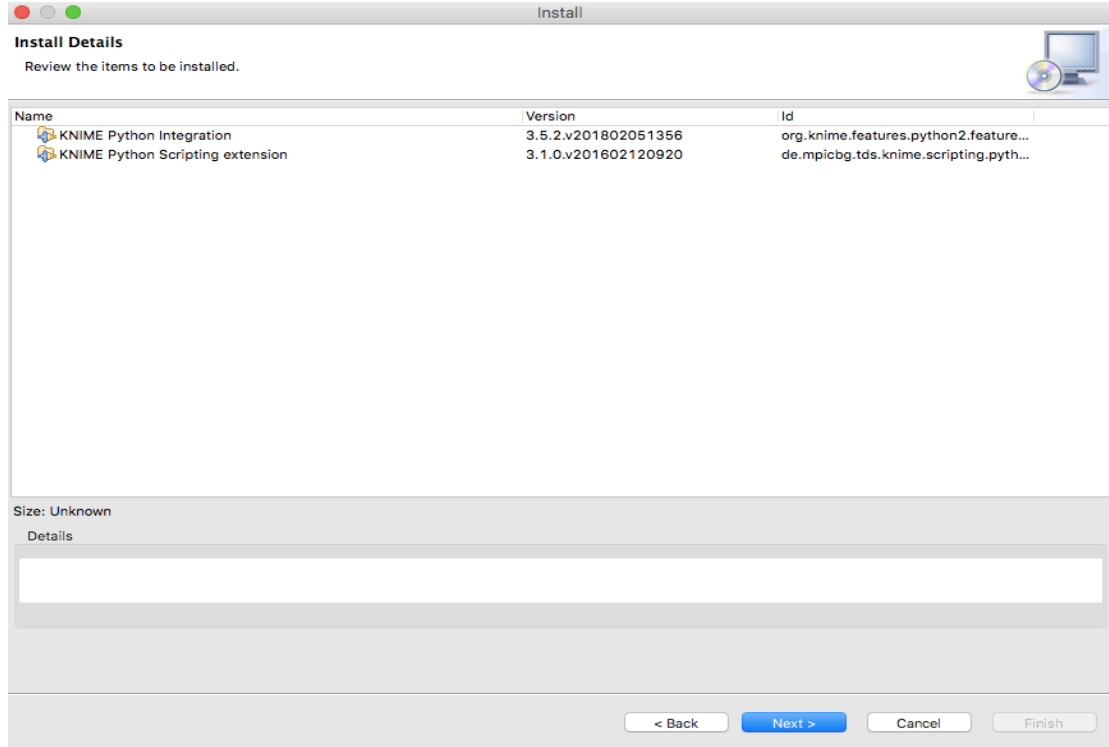 Install
Install Details
Review the items to be installed.
Name Version Id
KNIME Python Integration 3.5.2.v201802051356 org.knime.features.python2.feature...
KNIME Python Scripting extension 3.1.0.v201602120920 de.mpicbg.tds.knime.scripting.pyth...
Size: Unknown
Details
< Back Next > Cancel Finish